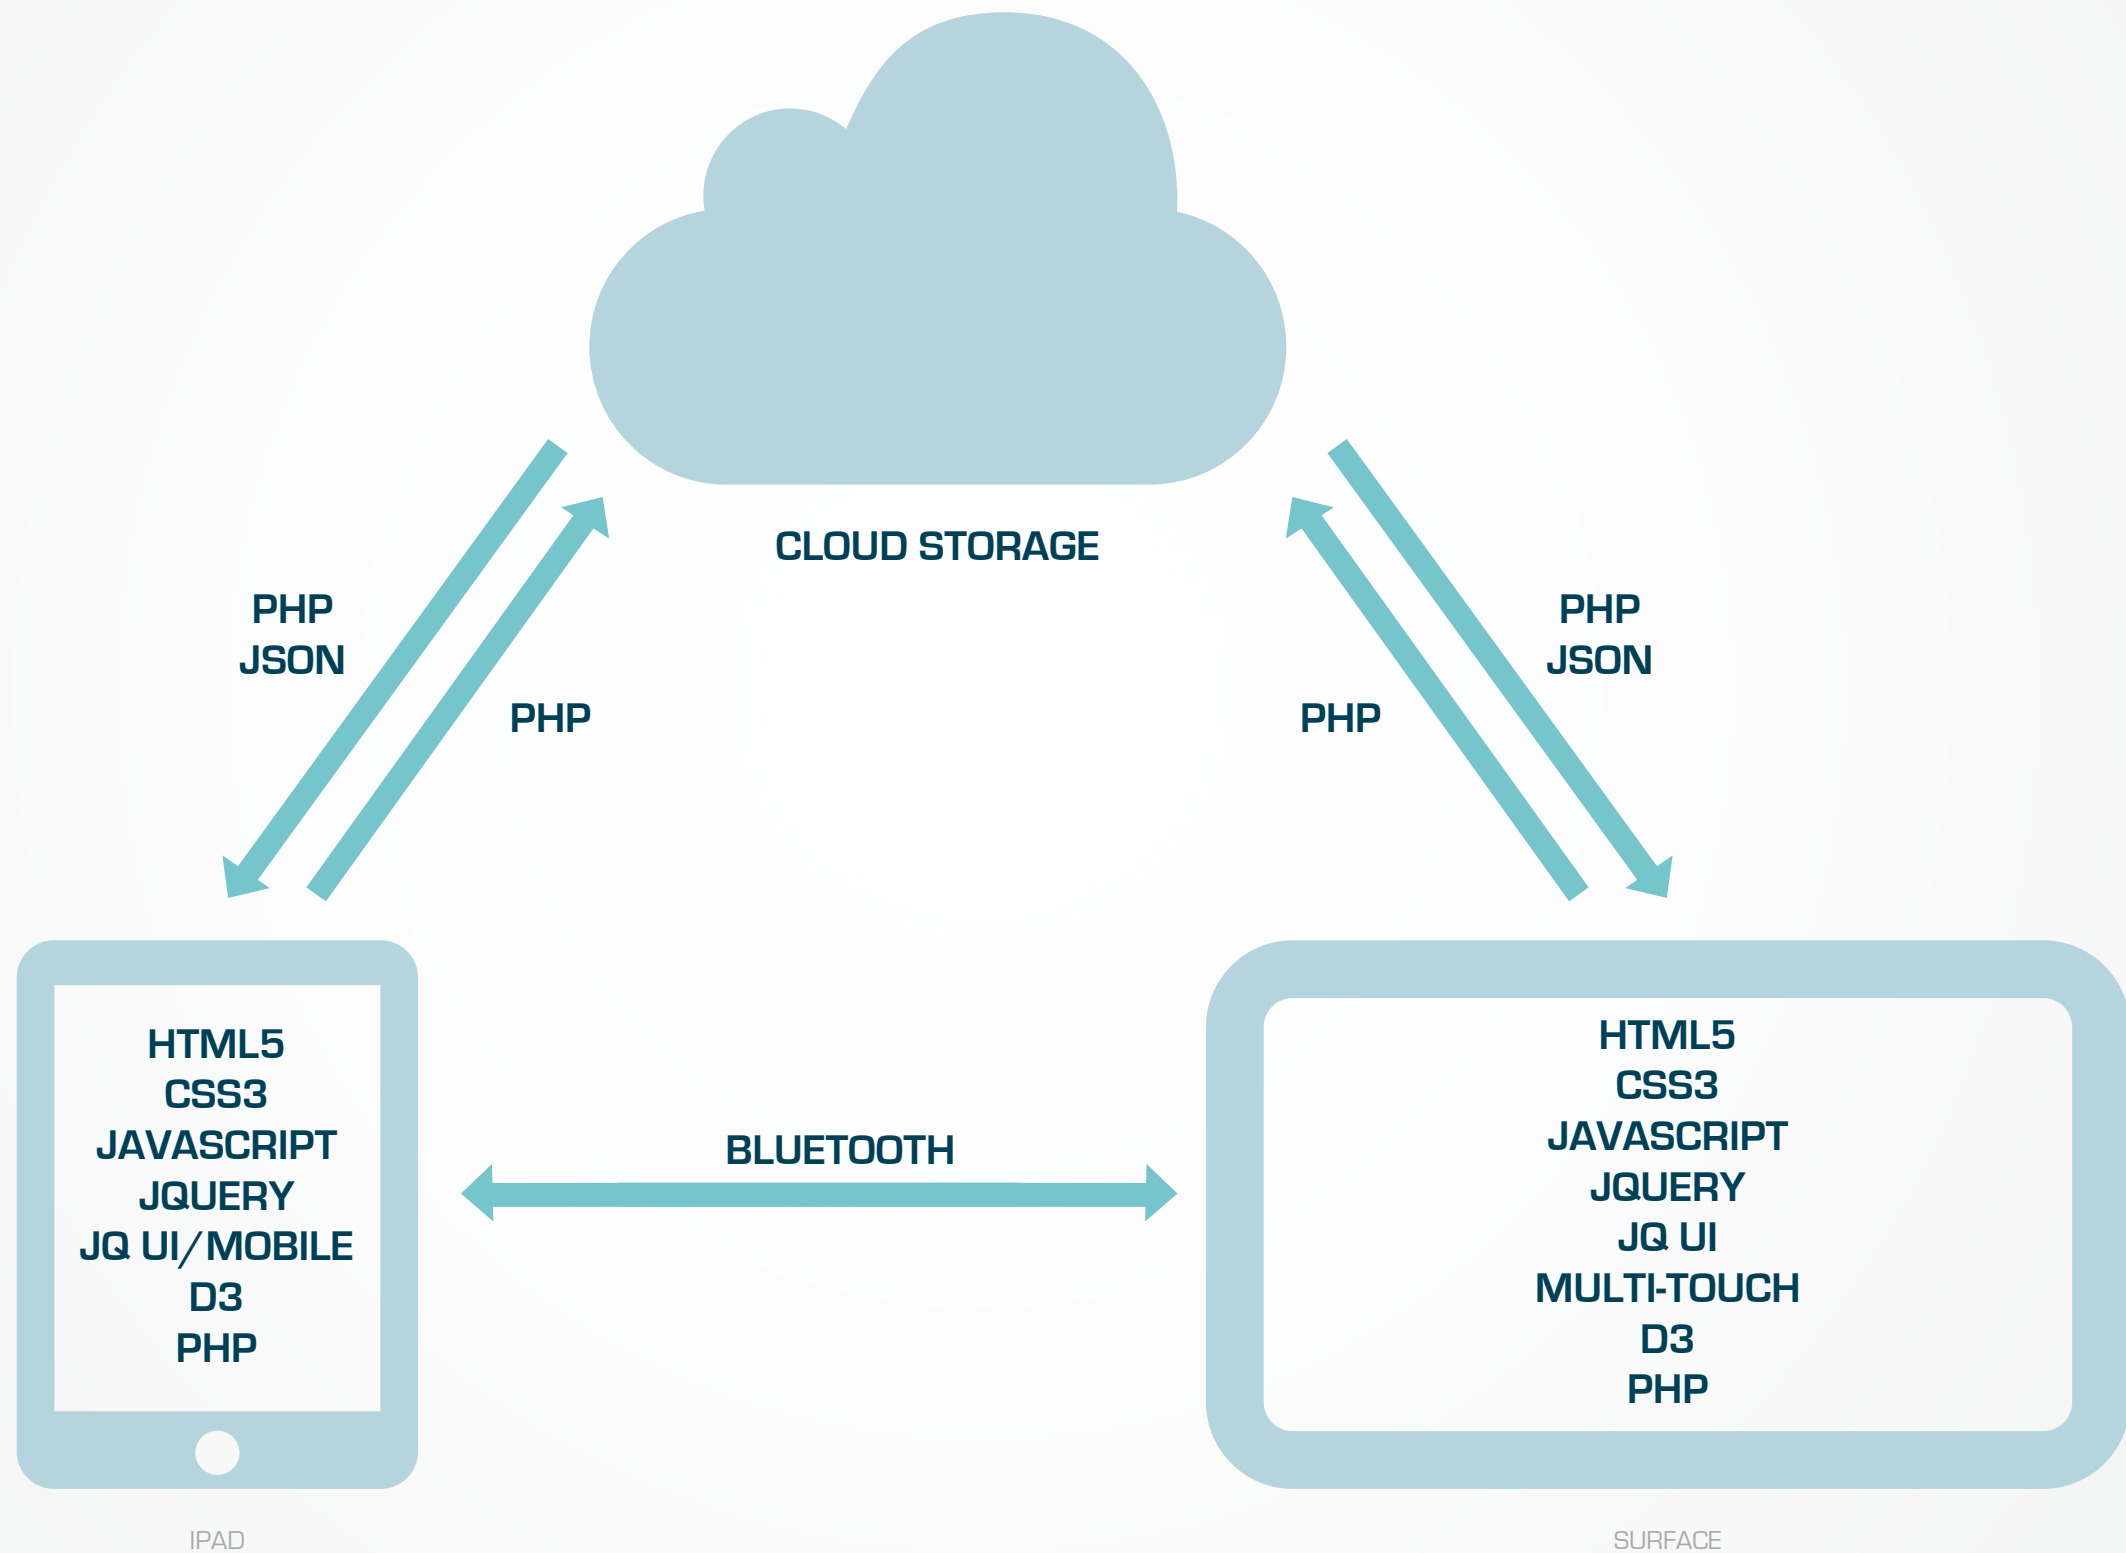 CLOUD STORAGE
PHP
JSON
PHP
PHP
PHP
JSON
HTML5
CSS3
JAVASCRIPT
JQUERY
JQ UI/MOBILE
D3
PHP
BLUETOOTH
HTML5
CSS3
JAVASCRIPT
JQUERY
JQ UI
MULTI-TOUCH
D3
PHP
IPAD
SURFACE